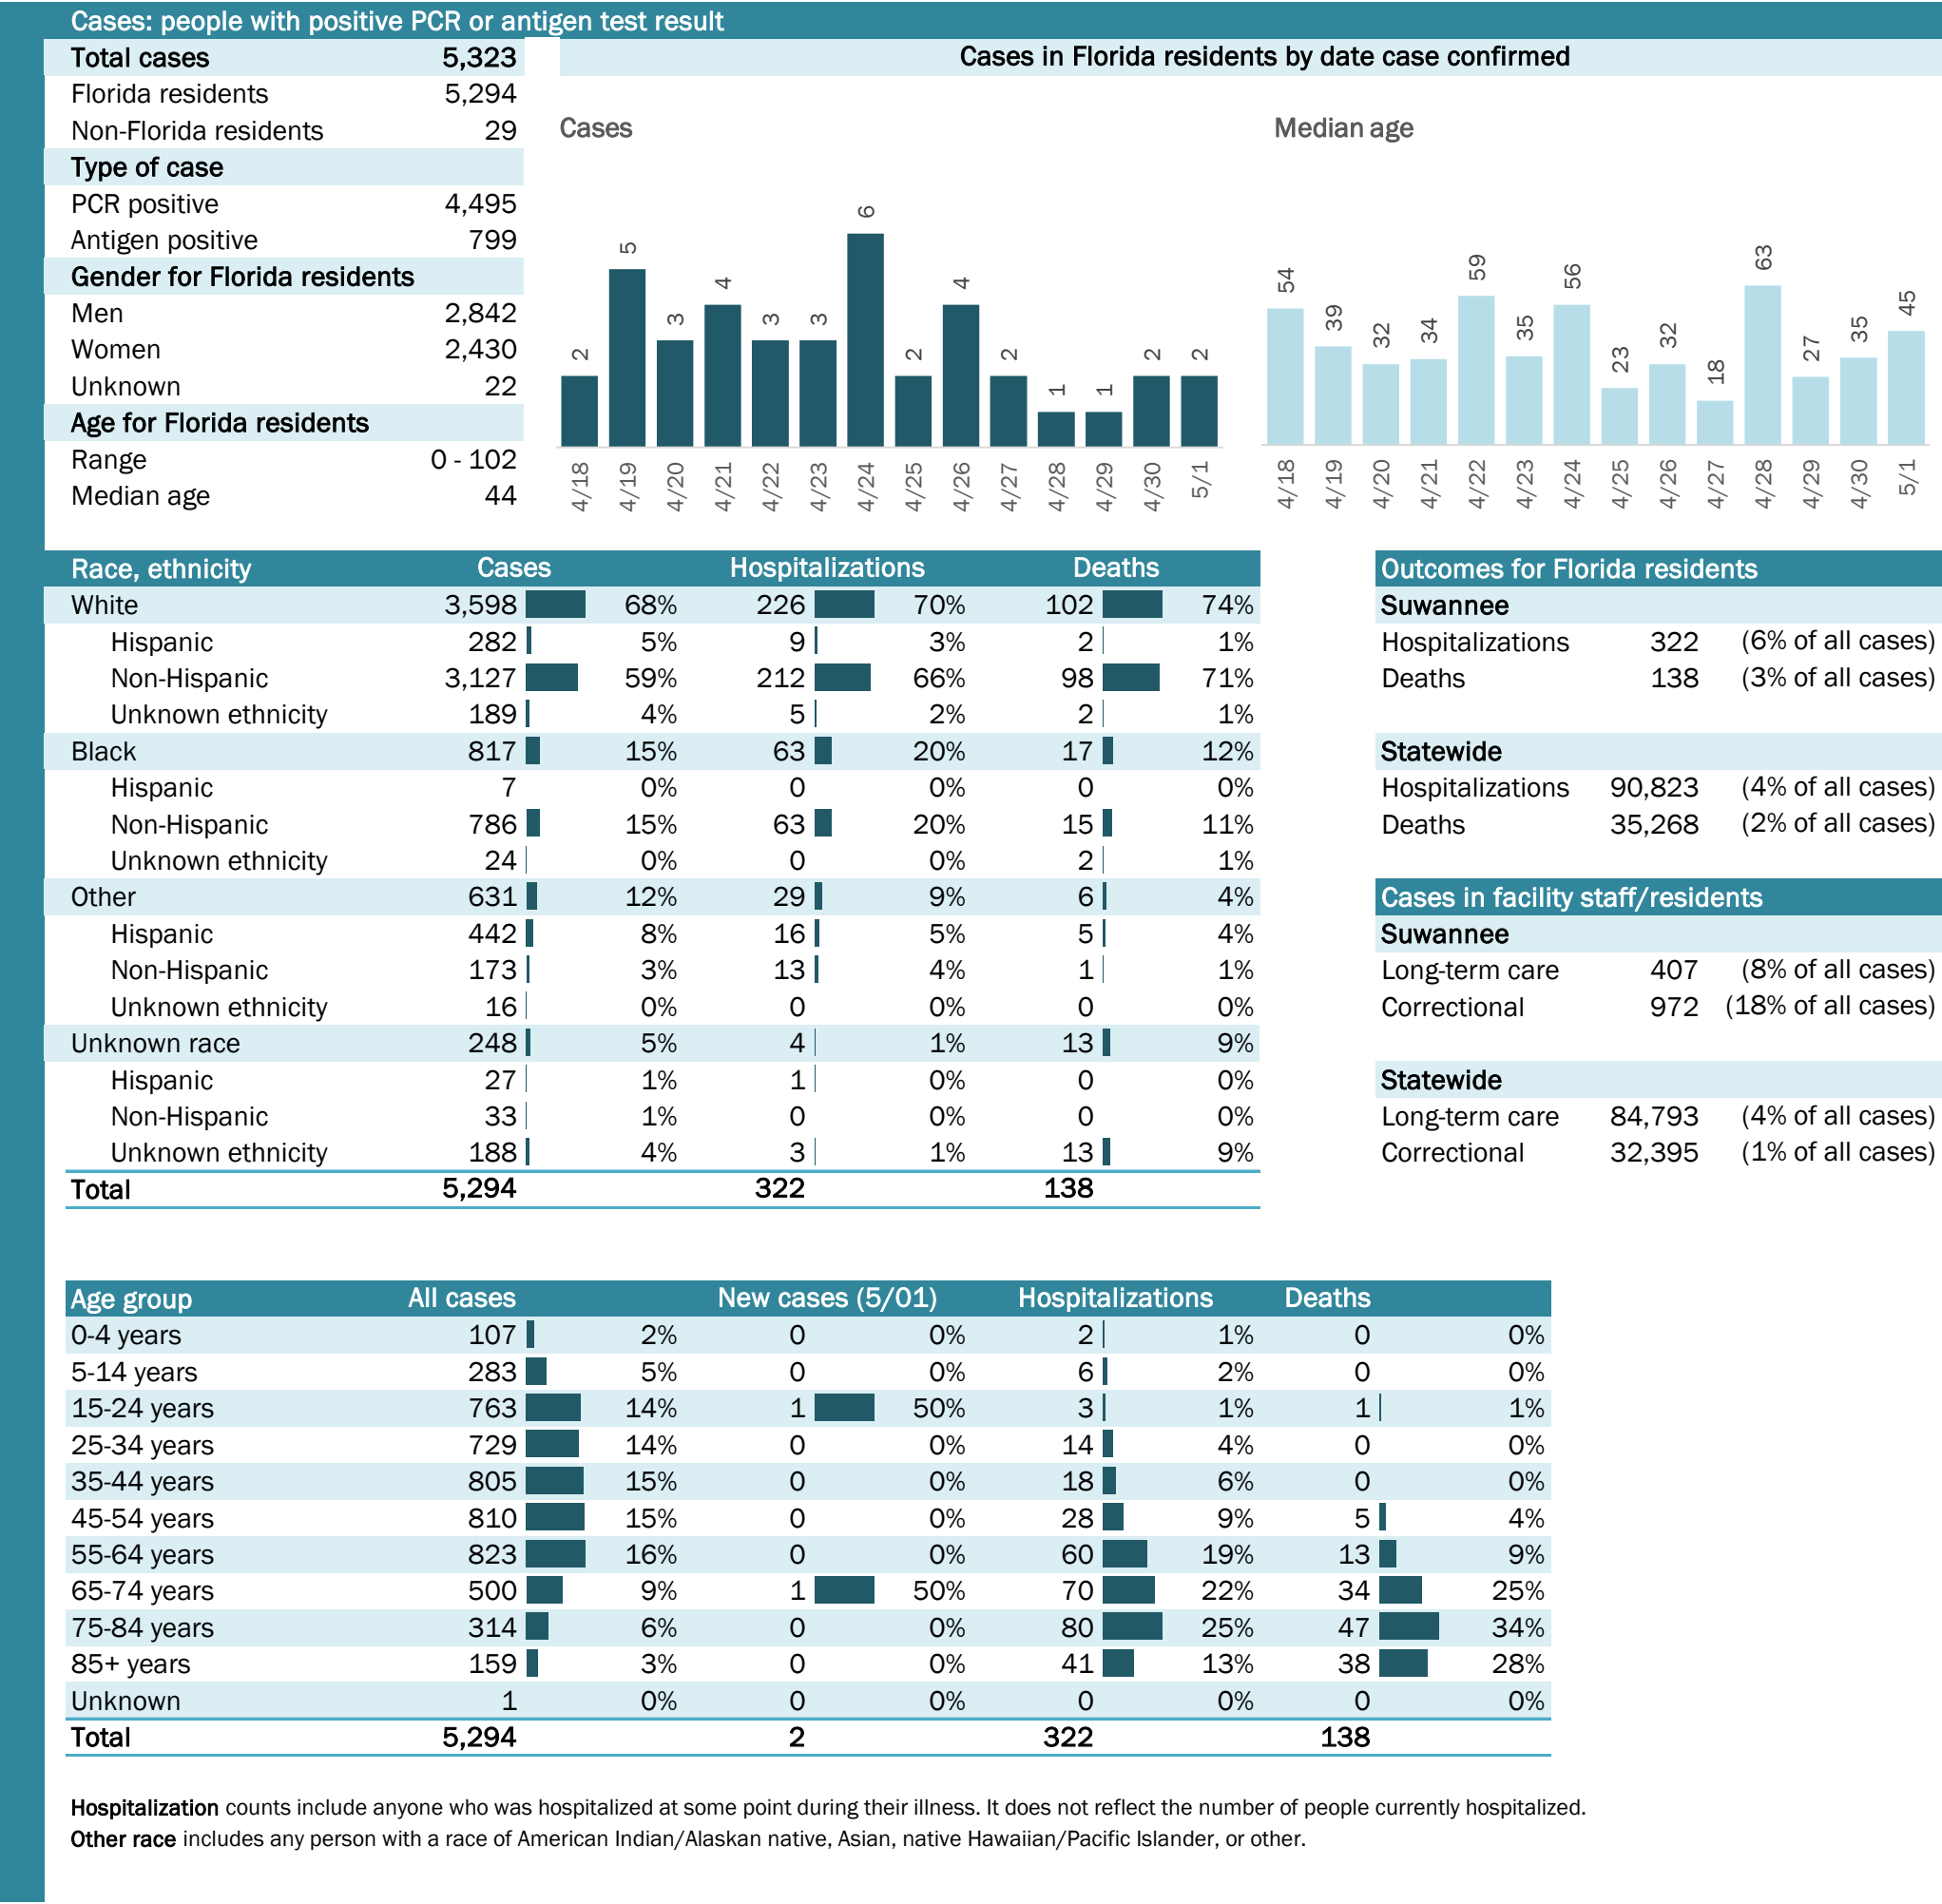 Cases: people with positive PCR or antigen test result
Total cases 5,323
Florida residents 5,294
Non-Florida residents 29
Type of case
PCR positive 4,495
Antigen positive 799
Gender for Florida residents
Men 2,842
Women 2,430
Unknown 22
Age for Florida residents
Range 0 - 102
Median age 44
Cases in Florida residents by date case confirmed
Cases
2 5 3 4 3 3 6 2 4 2 1 1 2 2
4/18 4/19 4/20 4/21 4/22 4/23 4/24 4/25 4/26 4/27 4/28 4/29 4/30 5/1
Median age
54 39 32 34 59 35 56 23 32 18 63 27 35 45
4/18 4/19 4/20 4/21 4/22 4/23 4/24 4/25 4/26 4/27 4/28 4/29 4/30 5/1
Race, ethnicity Cases Hospitalizations Deaths
White 3,598 68% 226 70% 102 74%
Hispanic 282 5% 9 3% 2 1%
Non-Hispanic 3,127 59% 212 66% 98 71%
Unknown ethnicity 189 4% 5 2% 2 1%
Black 817 15% 63 20% 17 12%
Hispanic 7 0% 0 0% 0 0%
Non-Hispanic 786 15% 63 20% 15 11%
Unknown ethnicity 24 0% 0 0% 2 1%
Other 631 12% 29 9% 6 4%
Hispanic 442 8% 16 5% 5 4%
Non-Hispanic 173 3% 13 4% 1 1%
Unknown ethnicity 16 0% 0 0% 0 0%
Unknown race 248 5% 4 1% 13 9%
Hispanic 27 1% 1 0% 0 0%
Non-Hispanic 33 1% 0 0% 0 0%
Unknown ethnicity 188 4% 3 1% 13 9%
Total 5,294 322 138
Outcomes for Florida residents
Suwannee
Hospitalizations 322 (6% of all cases)
Deaths 138 (3% of all cases)
Statewide
Hospitalizations 90,823 (4% of all cases)
Deaths 35,268 (2% of all cases)
Cases in facility staff/residents
Suwannee
Long-term care 407 (8% of all cases)
Correctional 972 (18% of all cases)
Statewide
Long-term care 84,793 (4% of all cases)
Correctional 32,395 (1% of all cases)
Age group All cases New cases (5/01) Hospitalizations Deaths
0-4 years 107 2% 0 0% 2 1% 0 0%
5-14 years 283 5% 0 0% 6 2% 0 0%
15-24 years 763 14% 1 50% 3 1% 1 1%
25-34 years 729 14% 0 0% 14 4% 0 0%
35-44 years 805 15% 0 0% 18 6% 0 0%
45-54 years 810 15% 0 0% 28 9% 5 4%
55-64 years 823 16% 0 0% 60 19% 13 9%
65-74 years 500 9% 1 50% 70 22% 34 25%
75-84 years 314 6% 0 0% 80 25% 47 34%
85+ years 159 3% 0 0% 41 13% 38 28%
Unknown 1 0% 0 0% 0 0% 0 0%
Total 5,294 2 322 138
Hospitalization counts include anyone who was hospitalized at some point during their illness. It does not reflect the number of people currently hospitalized.
Other race includes any person with a race of American Indian/Alaskan native, Asian, native Hawaiian/Pacific Islander, or other.